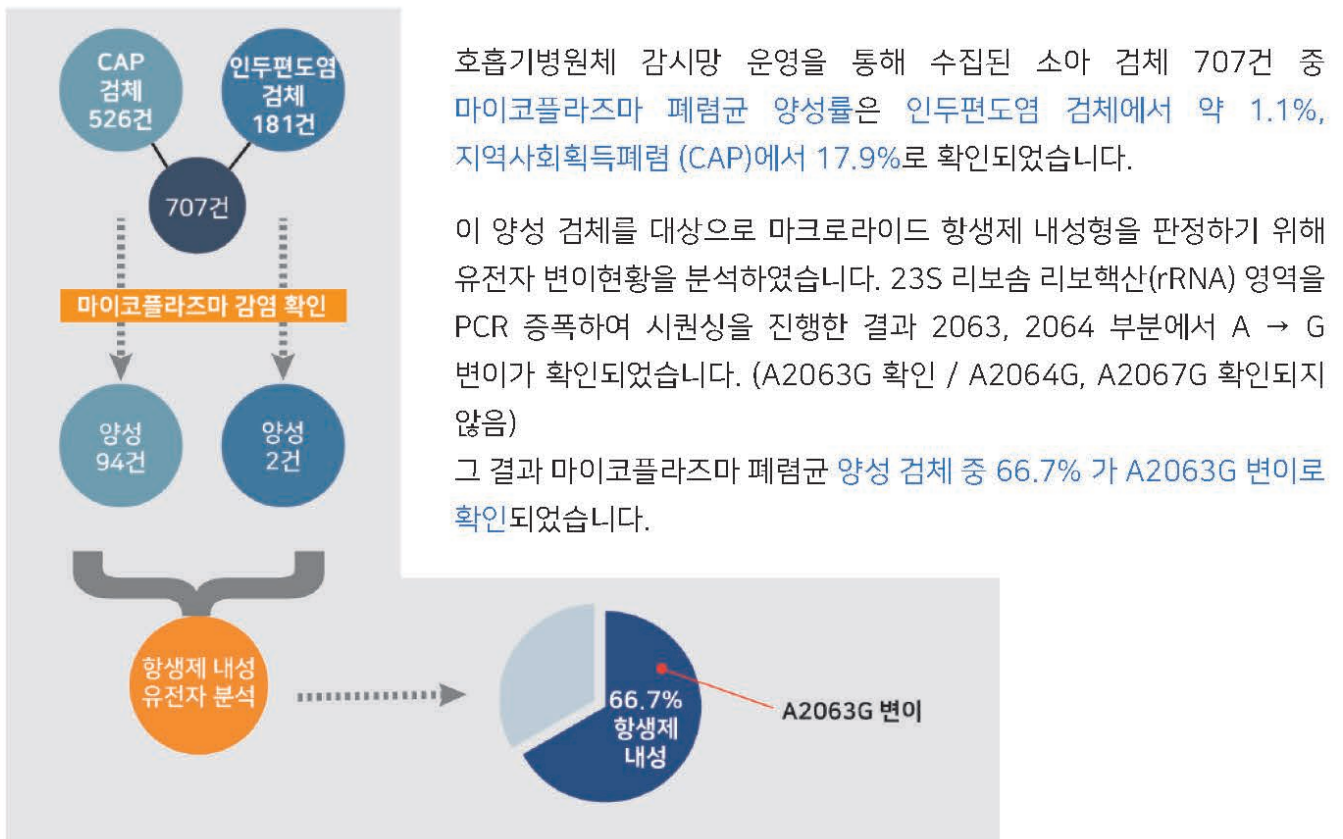 CAP
검체
526건
인두편도염
검체
181건
707건
마이코플라즈마 감염 확인
양성
94건
양성
2건
항생제 내성
유전자 분석
66.7%
항생제
내성
A2063G 변이
호흡기병원체 감시망 운영을 통해 수집된 소아 검체 707건 중
마이코플라즈마 폐렴균 양성률은 인두편도염 검체에서 약 1.1%,
지역사회획득폐렴 (CAP)에서 17.9%로 확인되었습니다.
이 양성 검체를 대상으로 마크로라이드 항생제 내성형을 판정하기 위해
유전자 변이현황을 분석하였습니다. 23S 리보솜 리보핵산(rRNA) 영역을
PCR 증폭하여 시퀀싱을 진행한 결과 2063, 2064 부분에서 A → G
변이가 확인되었습니다. (A2063G 확인 / A2064G, A2067G 확인되지
않음)
그 결과 마이코플라즈마 폐렴균 양성 검체 중 66.7% 가 A2063G 변이로
확인되었습니다.